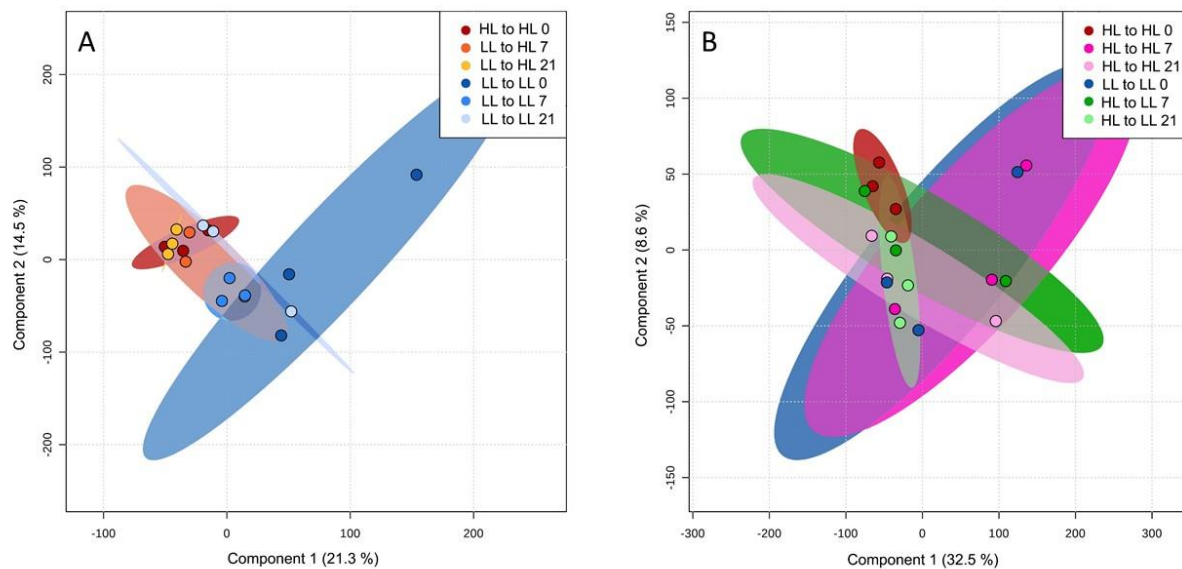 A
HL to HL 0
LL to HL 7
LL to HL 21
LL to LL 0
LL to LL 7
LL to LL 21
200
100
0
-100
-200
Component 2 (14.5 %)
-100
0
100
200
Component 1 (21.3 %)
B
HL to HL 0
HL to HL 7
HL to HL 21
LL to LL 0
HL to LL 7
HL to LL 21
150
100
50
0
-50
-100
-150
Component 2 (8.6 %)
-300
-200
-100
0
100
200
300
Component 1 (32.5 %)